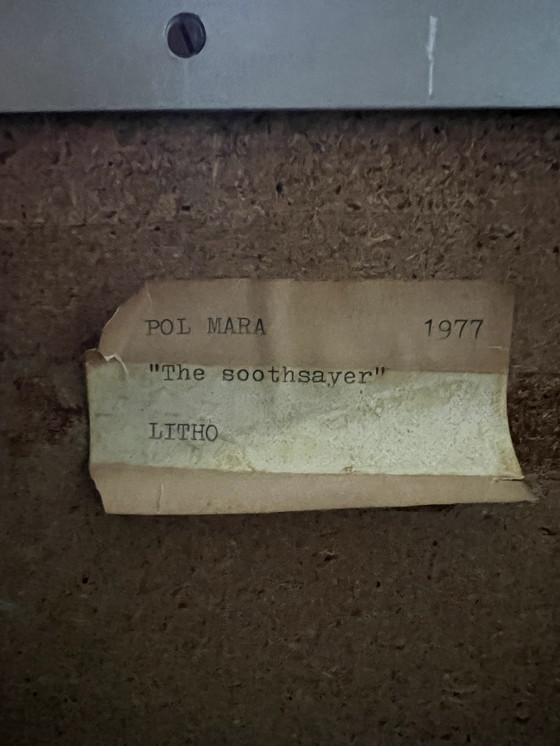 POL MARA 1977
"The soothsayer"
LITHO